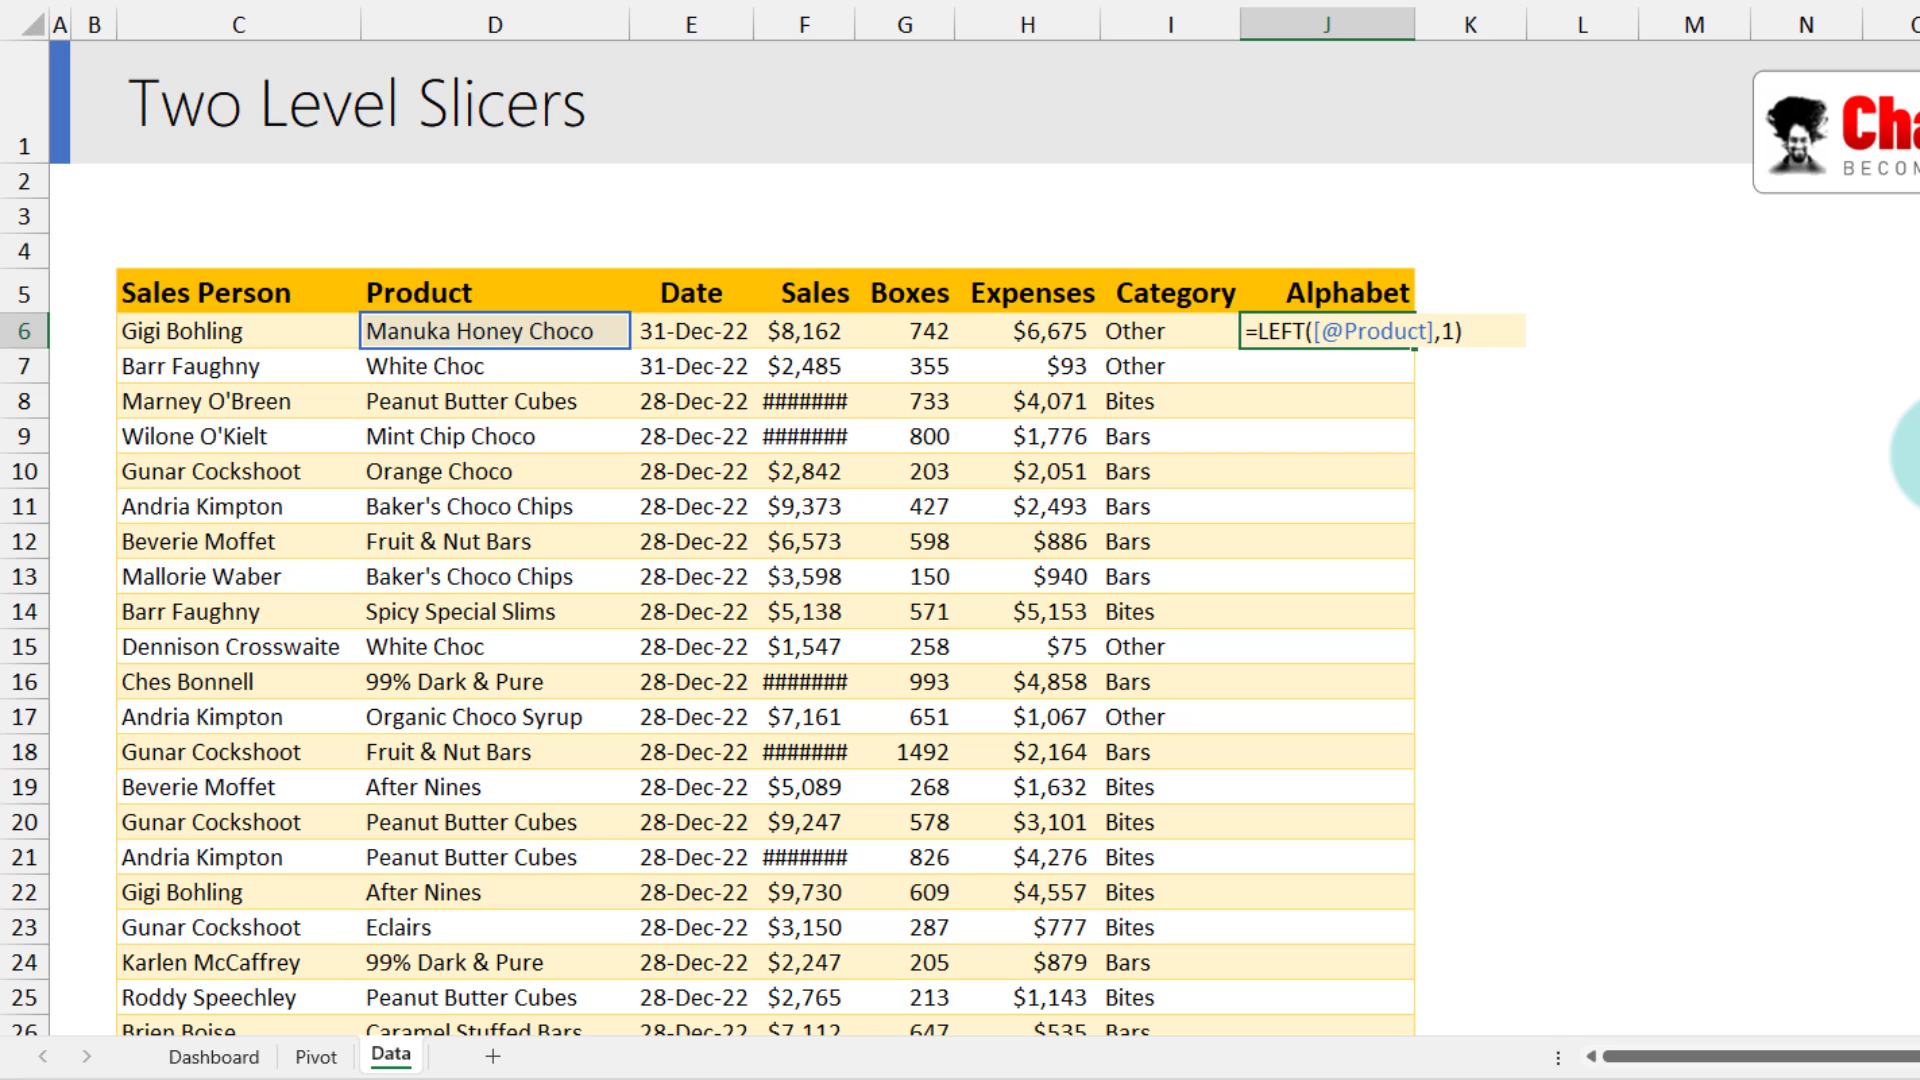 A B C D E F G H I J K L M N
1 Two Level Slicers
BECOM
2
3
4
5 Sales Person Product Date Sales Boxes Expenses Category Alphabet
6 Gigi Bohling Manuka Honey Choco 31-Dec-22 $8,162 742 $6,675 Other =LEFT([@Product],1)
7 Barr Faughny White Choc 31-Dec-22 $2,485 355 $93 Other
8 Marney O'Breen Peanut Butter Cubes 28-Dec-22 ####### 733 $4,071 Bites
9 Wilone O'Kielt Mint Chip Choco 28-Dec-22 ####### 800 $1,776 Bars
10 Gunar Cockshoot Orange Choco 28-Dec-22 $2,842 203 $2,051 Bars
11 Andria Kimpton Baker's Choco Chips 28-Dec-22 $9,373 427 $2,493 Bars
12 Beverie Moffet Fruit & Nut Bars 28-Dec-22 $6,573 598 $886 Bars
13 Mallorie Waber Baker's Choco Chips 28-Dec-22 $3,598 150 $940 Bars
14 Barr Faughny Spicy Special Slims 28-Dec-22 $5,138 571 $5,153 Bites
15 Dennison Crosswaite White Choc 28-Dec-22 $1,547 258 $75 Other
16 Ches Bonnell 99% Dark & Pure 28-Dec-22 ####### 993 $4,858 Bars
17 Andria Kimpton Organic Choco Syrup 28-Dec-22 $7,161 651 $1,067 Other
18 Gunar Cockshoot Fruit & Nut Bars 28-Dec-22 ####### 1492 $2,164 Bars
19 Beverie Moffet After Nines 28-Dec-22 $5,089 268 $1,632 Bites
20 Gunar Cockshoot Peanut Butter Cubes 28-Dec-22 $9,247 578 $3,101 Bites
21 Andria Kimpton Peanut Butter Cubes 28-Dec-22 ####### 826 $4,276 Bites
22 Gigi Bohling After Nines 28-Dec-22 $9,730 609 $4,557 Bites
23 Gunar Cockshoot Eclairs 28-Dec-22 $3,150 287 $777 Bites
24 Karlen McCaffrey 99% Dark & Pure 28-Dec-22 $2,247 205 $879 Bars
25 Roddy Speechley Peanut Butter Cubes 28-Dec-22 $2,765 213 $1,143 Bites
26 Brien Boise Caramel Stuffed Bars 28-Dec-22 $7,112 647 $535 Bars
Dashboard Pivot Data